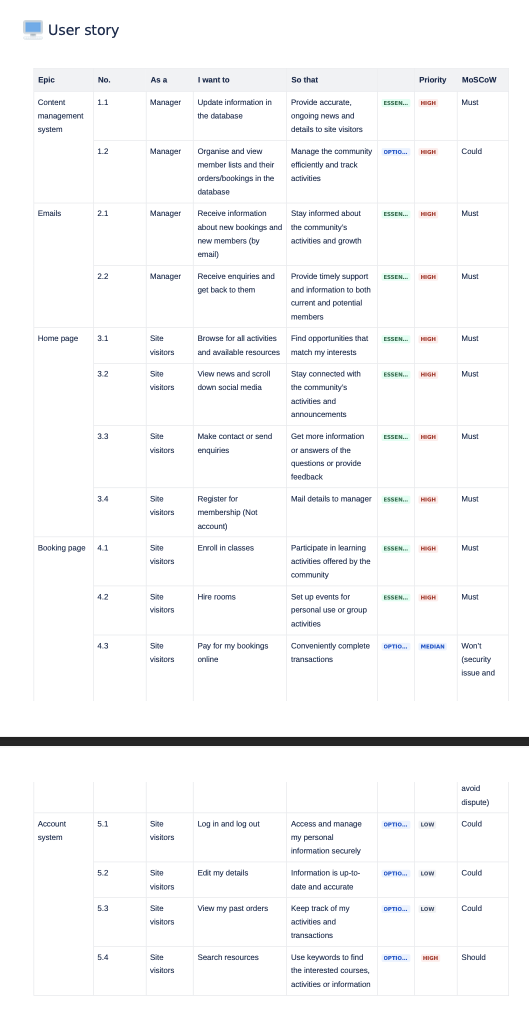 User story
Epic No. As a I want to So that Priority MoSCoW
Content management system 1.1 Manager Update information in the database Provide accurate, ongoing news and details to site visitors ESSEN... HIGH Must
1.2 Manager Organise and view member lists and their orders/bookings in the database Manage the community efficiently and track activities OPTIO... HIGH Could
Emails 2.1 Manager Receive information about new bookings and new members (by email) Stay informed about the community's activities and growth ESSEN... HIGH Must
2.2 Manager Receive enquiries and get back to them Provide timely support and information to both current and potential members ESSEN... HIGH Must
Home page 3.1 Site visitors Browse for all activities and available resources Find opportunities that match my interests ESSEN... HIGH Must
3.2 Site visitors View news and scroll down social media Stay connected with the community's activities and announcements ESSEN... HIGH Must
3.3 Site visitors Make contact or send enquiries Get more information or answers of the questions or provide feedback ESSEN... HIGH Must
3.4 Site visitors Register for membership (Not account) Mail details to manager ESSEN... HIGH Must
Booking page 4.1 Site visitors Enroll in classes Participate in learning activities offered by the community ESSEN... HIGH Must
4.2 Site visitors Hire rooms Set up events for personal use or group activities ESSEN... HIGH Must
4.3 Site visitors Pay for my bookings online Conveniently complete transactions OPTIO... MEDIAN Won't (security issue and
avoid dispute)
Account system 5.1 Site visitors Log in and log out Access and manage my personal information securely OPTIO... LOW Could
5.2 Site visitors Edit my details Information is up-to-date and accurate OPTIO... LOW Could
5.3 Site visitors View my past orders Keep track of my activities and transactions OPTIO... LOW Could
5.4 Site visitors Search resources Use keywords to find the interested courses, activities or information OPTIO... HIGH Should